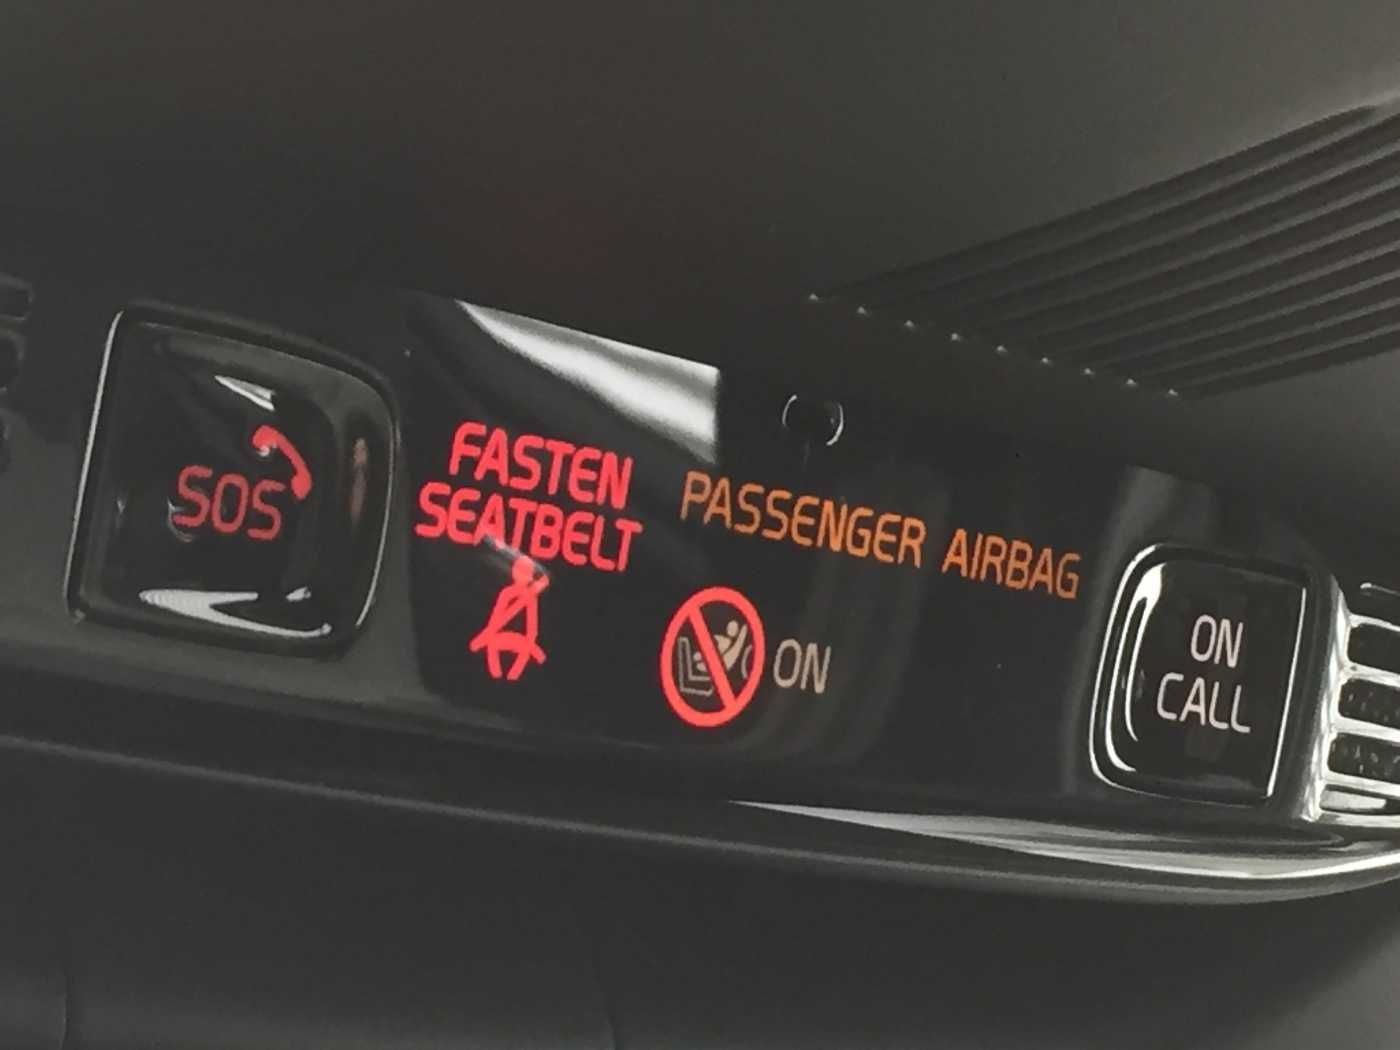 SOS
FASTEN
SEATBELT
PASSENGER AIRBAG
ON
ON
CALL